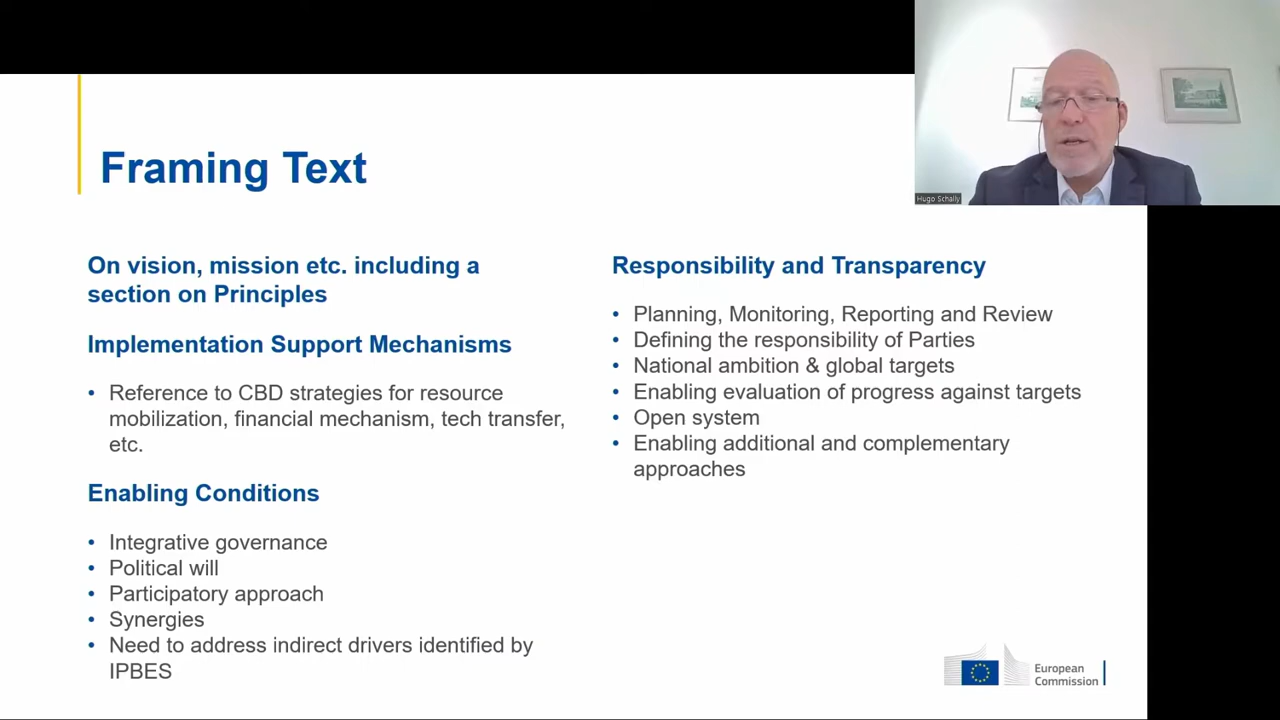 Framing Text
Hugo Schally
On vision, mission etc. including a
section on Principles
Implementation Support Mechanisms
• Reference to CBD strategies for resource
mobilization, financial mechanism, tech transfer,
etc.
Enabling Conditions
• Integrative governance
• Political will
• Participatory approach
• Synergies
• Need to address indirect drivers identified by
IPBES
Responsibility and Transparency
• Planning, Monitoring, Reporting and Review
• Defining the responsibility of Parties
• National ambition & global targets
• Enabling evaluation of progress against targets
• Open system
• Enabling additional and complementary
approaches
European
Commission